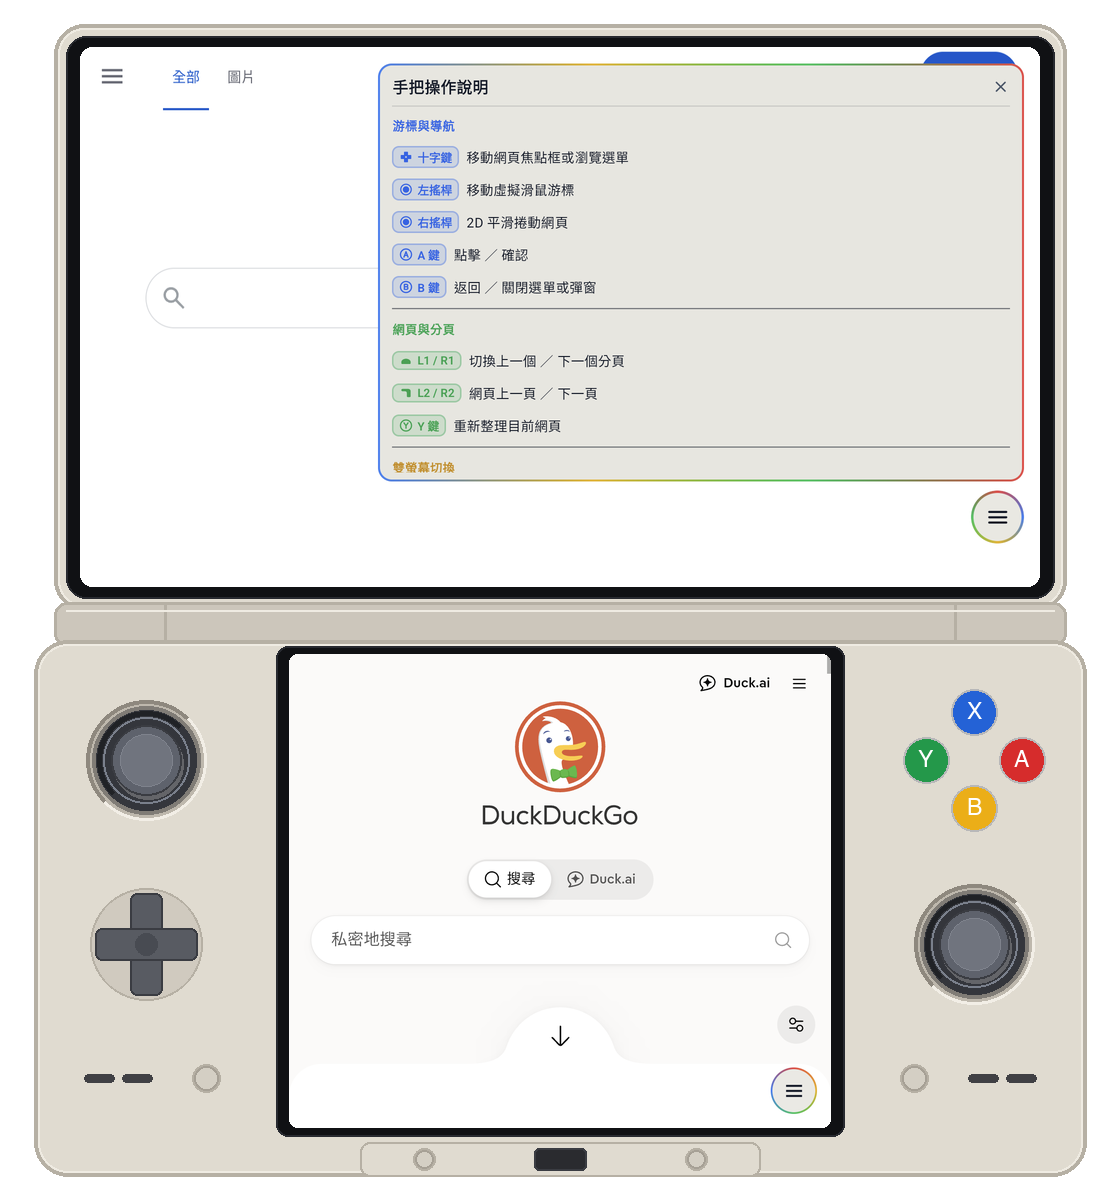 全部 圖片
手把操作說明
游標與導航
十字鍵 移動網頁焦點框或瀏覽選單
左搖桿 移動虛擬滑鼠游標
右搖桿 2D 平滑捲動網頁
A A 鍵 點擊 ／ 確認
B B 鍵 返回 ／ 關閉選單或彈窗
網頁與分頁
L1 / R1 切換上一個 ／ 下一個分頁
L2 / R2 網頁上一頁 ／ 下一頁
Y Y 鍵 重新整理目前網頁
雙螢幕切換
Duck.ai
DuckDuckGo
搜尋 Duck.ai
私密地搜尋
X
Y A
B